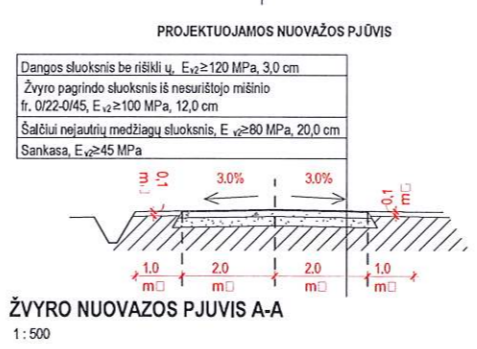 PROJEKTUOJAMOS NUOVAŽOS PJŪVIS
Dangos sluoksnis be rišikli ų, Ev2≥120 MPa, 3,0 cm
Žvyro pagrindo sluoksnis iš nesurištojo mišinio
fr. 0/22-0/45, Ev2≥100 MPa, 12,0 cm
Šalčiui nejautrių medžiagų sluoksnis, E v2≥80 MPa, 20,0 cm
Sankasa, Ev2≥45 MPa
0,1
m□
3.0%
3.0%
0,1
m□
1.0
m□
2.0
m□
2.0
m□
1.0
m□
ŽVYRO NUOVAZOS PJUVIS A-A
1 : 500